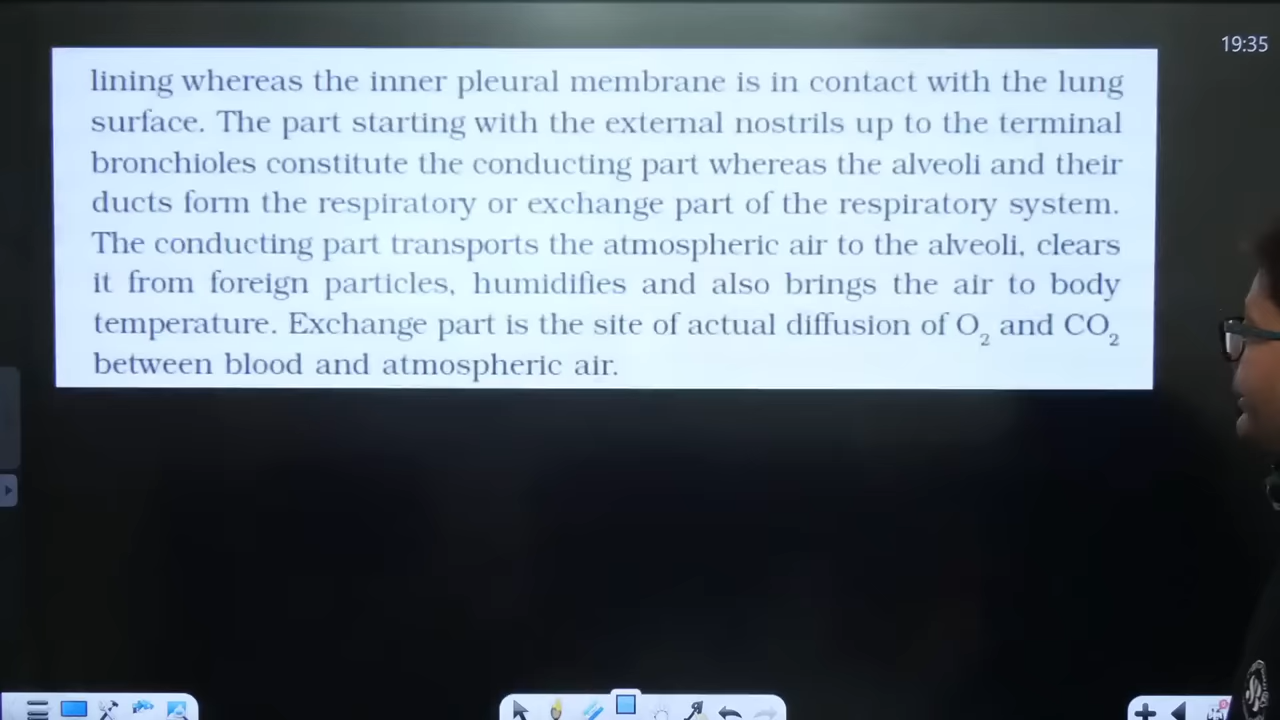 19:35
lining whereas the inner pleural membrane is in contact with the lung
surface. The part starting with the external nostrils up to the terminal
bronchioles constitute the conducting part whereas the alveoli and their
ducts form the respiratory or exchange part of the respiratory system.
The conducting part transports the atmospheric air to the alveoli, clears
it from foreign particles, humidifies and also brings the air to body
temperature. Exchange part is the site of actual diffusion of O₂ and CO₂
between blood and atmospheric air.